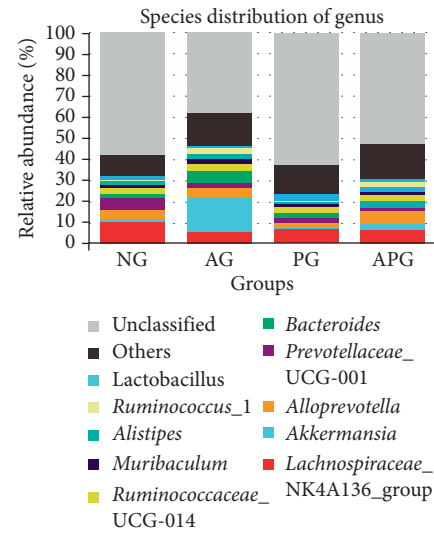 Species distribution of genus
Relative abundance (%)
100
90
80
70
60
50
40
30
20
10
0
NG AG PG APG
Groups
Unclassified
Others
Lactobacillus
Ruminococcus_1
Alistipes
Muribaculum
Ruminococcaceae_
UCG-014
Bacteroides
Prevotellaceae_
UCG-001
Alloprevotella
Akkermansia
Lachnospiraceae_
NK4A136_group